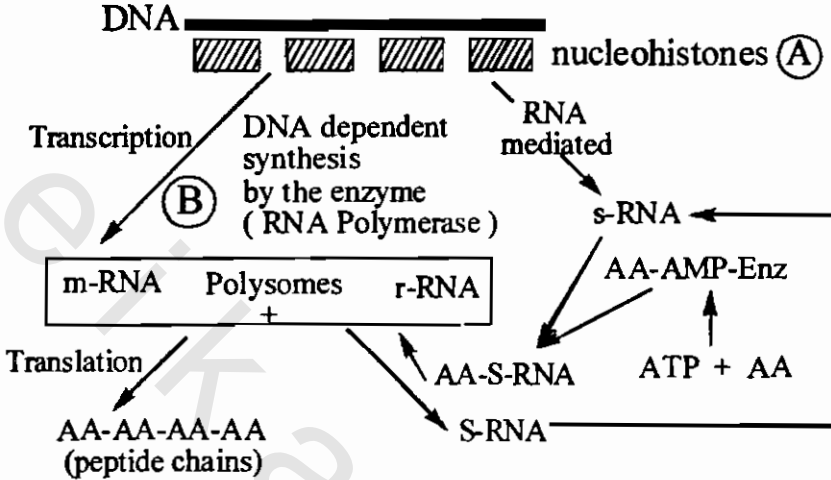 DNA
nucleohistones (A)
Transcription
DNA dependent
synthesis
by the enzyme
( RNA Polymerase )
(B)
RNA
mediated
s-RNA
AA-AMP-Enz
m-RNA Polysomes r-RNA
+
Translation
AA-S-RNA
ATP + AA
AA-AA-AA-AA
(peptide chains)
S-RNA
e i k a